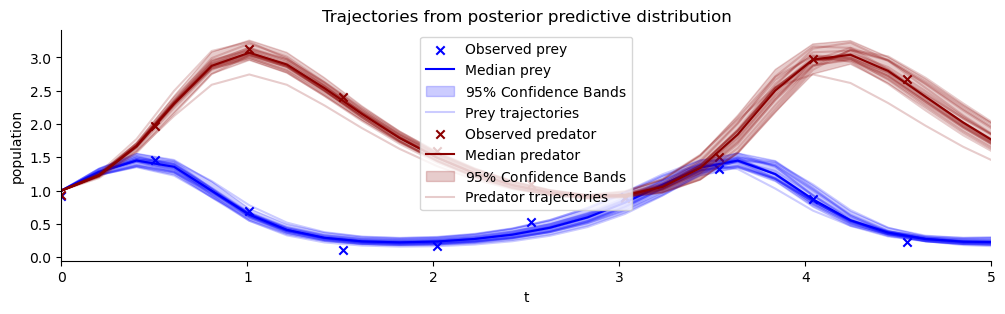 Trajectories from posterior predictive distribution
population
3.0
2.5
2.0
1.5
1.0
0.5
0.0
Observed prey
Median prey
95% Confidence Bands
Prey trajectories
Observed predator
Median predator
95% Confidence Bands
Predator trajectories
0 1 2 3 4 5
t